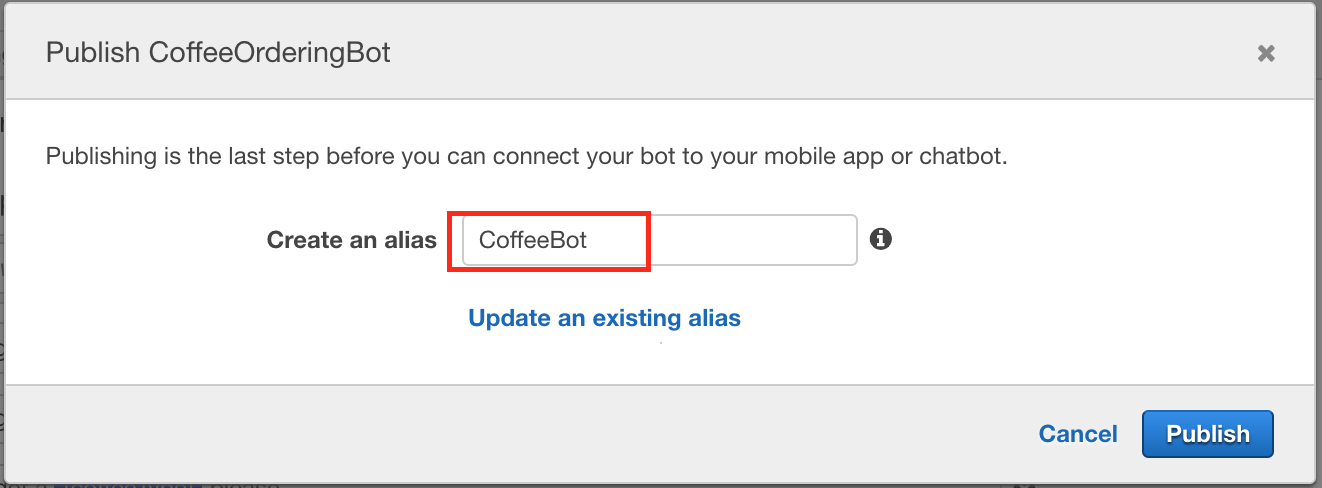 Publish CoffeeOrderingBot
Publishing is the last step before you can connect your bot to your mobile app or chatbot.
Create an alias CoffeeBot
Update an existing alias
Cancel Publish